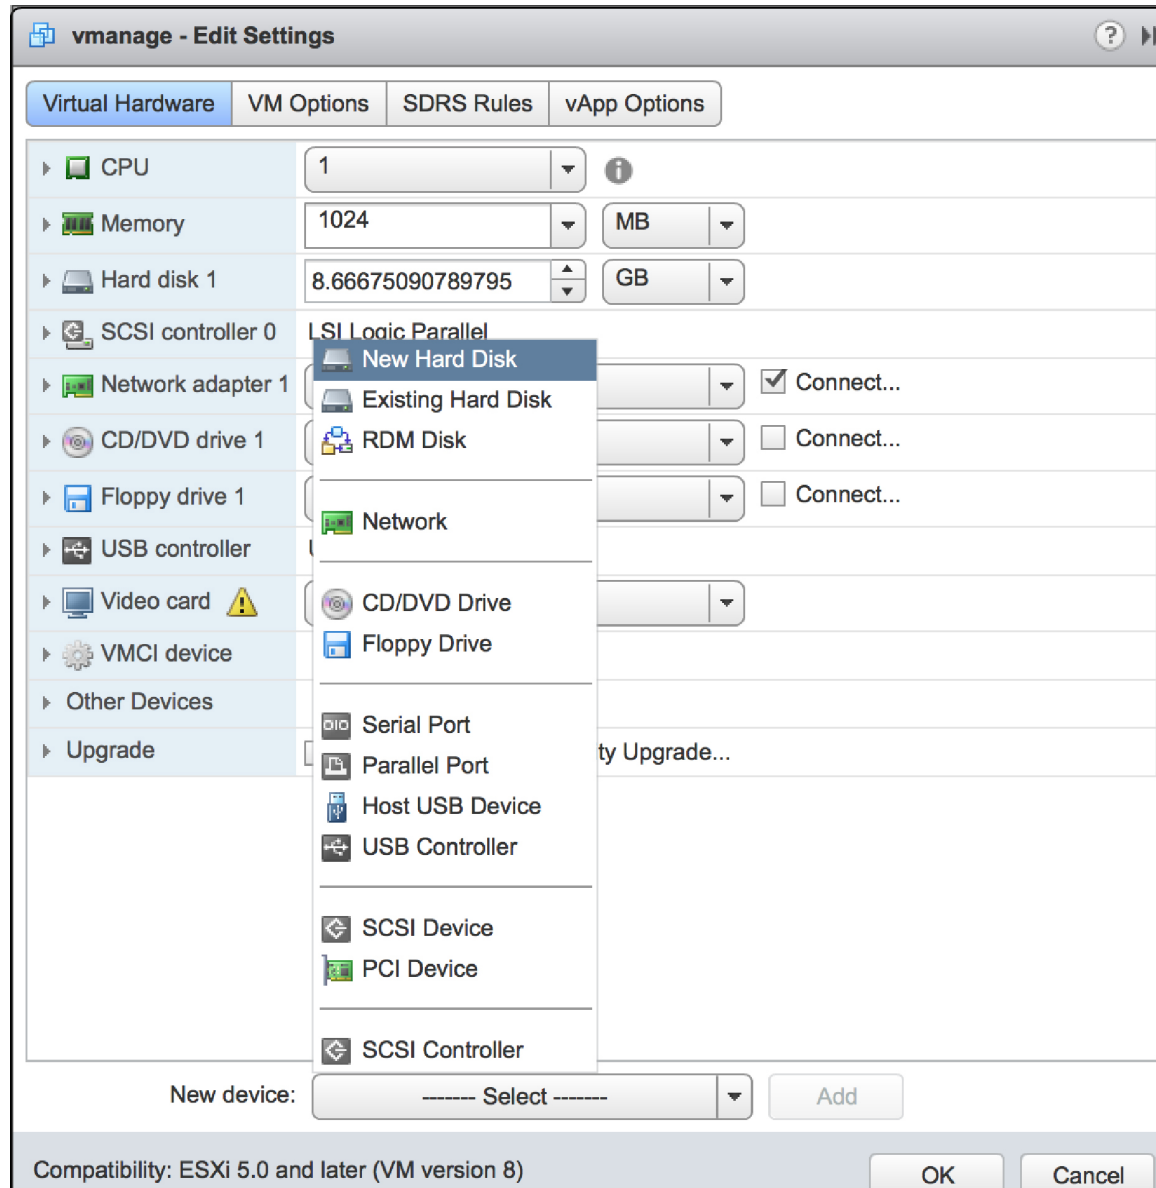 vmanage - Edit Settings
?
Virtual Hardware VM Options SDRS Rules vApp Options
CPU 1
Memory 1024 MB
Hard disk 1 8.66675090789795 GB
SCSI controller 0 LSI Logic Parallel
Network adapter 1 Connect...
CD/DVD drive 1 Connect...
Floppy drive 1 Connect...
USB controller
Video card
VMCI device
Other Devices
Upgrade ty Upgrade...
New Hard Disk
Existing Hard Disk
RDM Disk
Network
CD/DVD Drive
Floppy Drive
Serial Port
Parallel Port
Host USB Device
USB Controller
SCSI Device
PCI Device
SCSI Controller
New device: ------- Select ------- Add
Compatibility: ESXi 5.0 and later (VM version 8) OK Cancel